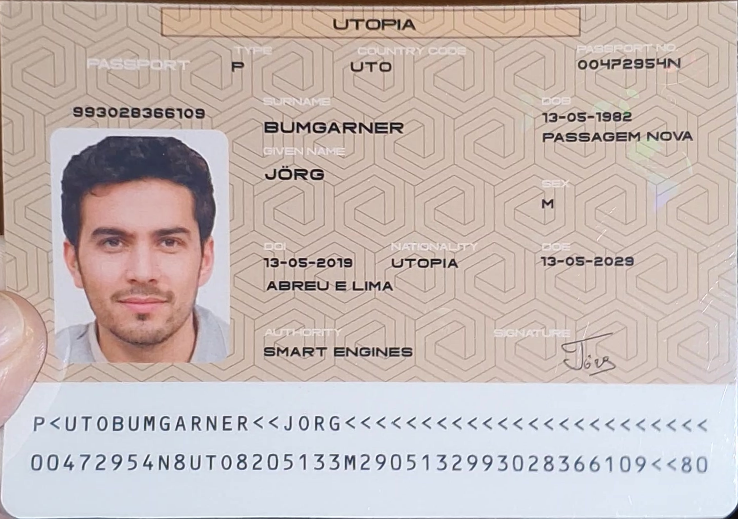 UTOPIA
PASSPORT
TYPE
P
COUNTRY CODE
UTO
PASSPORT NO.
00472954N
993028366109
SURNAME
BUMGARNER
GIVEN NAME
JÖRG
DOB
13-05-1982
PASSAGEM NOVA
SEX
M
DOI
13-05-2019
ABREU E LIMA
NATIONALITY
UTOPIA
DOE
13-05-2029
AUTHORITY
SMART ENGINES
SIGNATURE
Jörg
P<UTOBUMGARNER<<JORG<<<<<<<<<<<<<<<<<<<<<<<<
00472954N8UTO8205133M2905132993028366109<<80